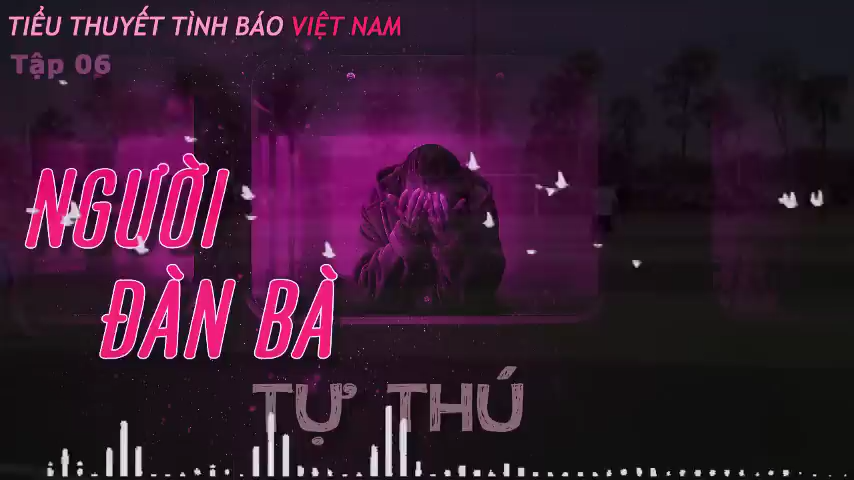 TIỂU THUYẾT TÌNH BÁO VIỆT NAM
Tập 06
NGƯỜI
ĐÀN BÀ
TỰ THÚ